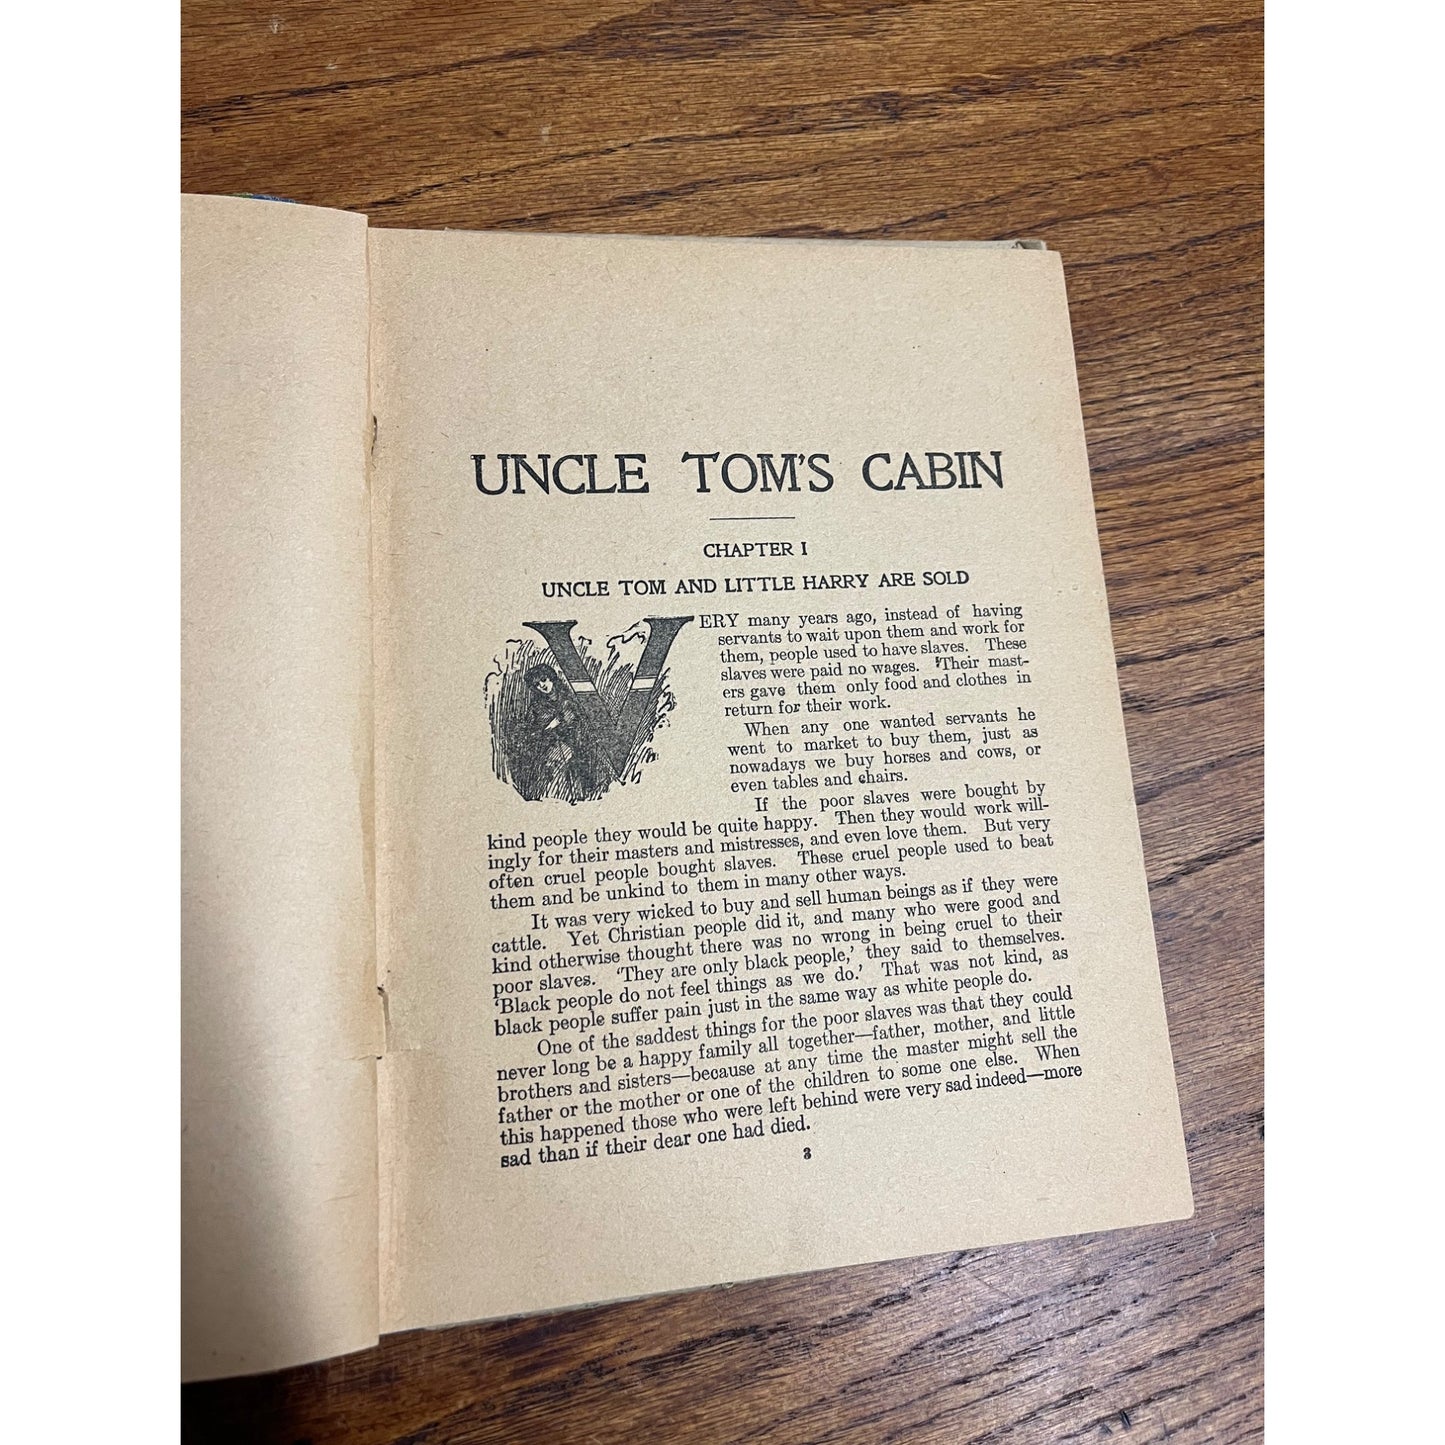 UNCLE TOM'S CABIN
CHAPTER I
UNCLE TOM AND LITTLE HARRY ARE SOLD
VERY many years ago, instead of having
servants to wait upon them and work for
them, people used to have slaves. These
slaves were paid no wages. Their mast-
ers gave them only food and clothes in
return for their work.
When any one wanted servants he
went to market to buy them, just as
nowadays we buy horses and cows, or
even tables and chairs.
If the poor slaves were bought by
kind people they would be quite happy. Then they would work will-
ingly for their masters and mistresses, and even love them. But very
often cruel people bought slaves. These cruel people used to beat
them and be unkind to them in many other ways.
It was very wicked to buy and sell human beings as if they were
cattle. Yet Christian people did it, and many who were good and
kind otherwise thought there was no wrong in being cruel to their
poor slaves. 'They are only black people,' they said to themselves.
'Black people do not feel things as we do.' That was not kind, as
black people suffer pain just in the same way as white people do.
One of the saddest things for the poor slaves was that they could
never long be a happy family all together—father, mother, and little
brothers and sisters—because at any time the master might sell the
father or the mother or one of the children to some one else. When
this happened those who were left behind were very sad indeed—more
sad than if their dear one had died.
3